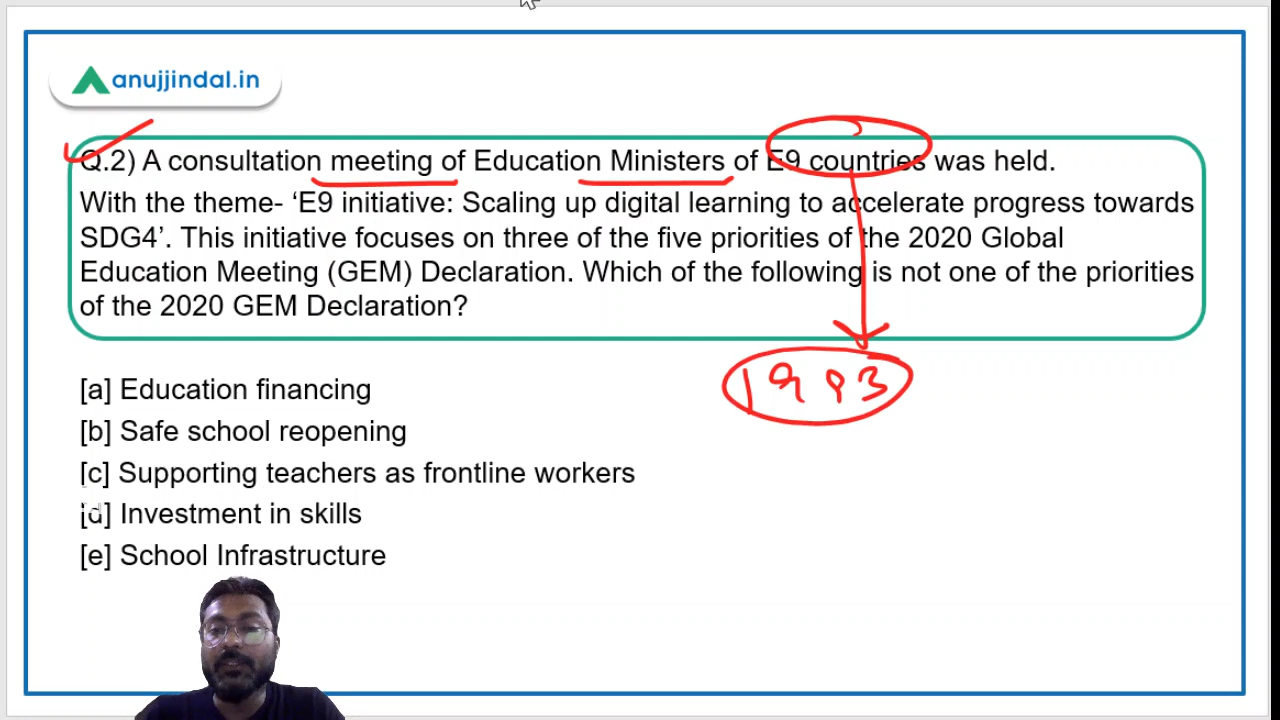 anujjindal.in
Q.2) A consultation meeting of Education Ministers of E9 countries was held.
With the theme- ‘E9 initiative: Scaling up digital learning to accelerate progress towards
SDG4’. This initiative focuses on three of the five priorities of the 2020 Global
Education Meeting (GEM) Declaration. Which of the following is not one of the priorities
of the 2020 GEM Declaration?
1993
[a] Education financing
[b] Safe school reopening
[c] Supporting teachers as frontline workers
[d] Investment in skills
[e] School Infrastructure